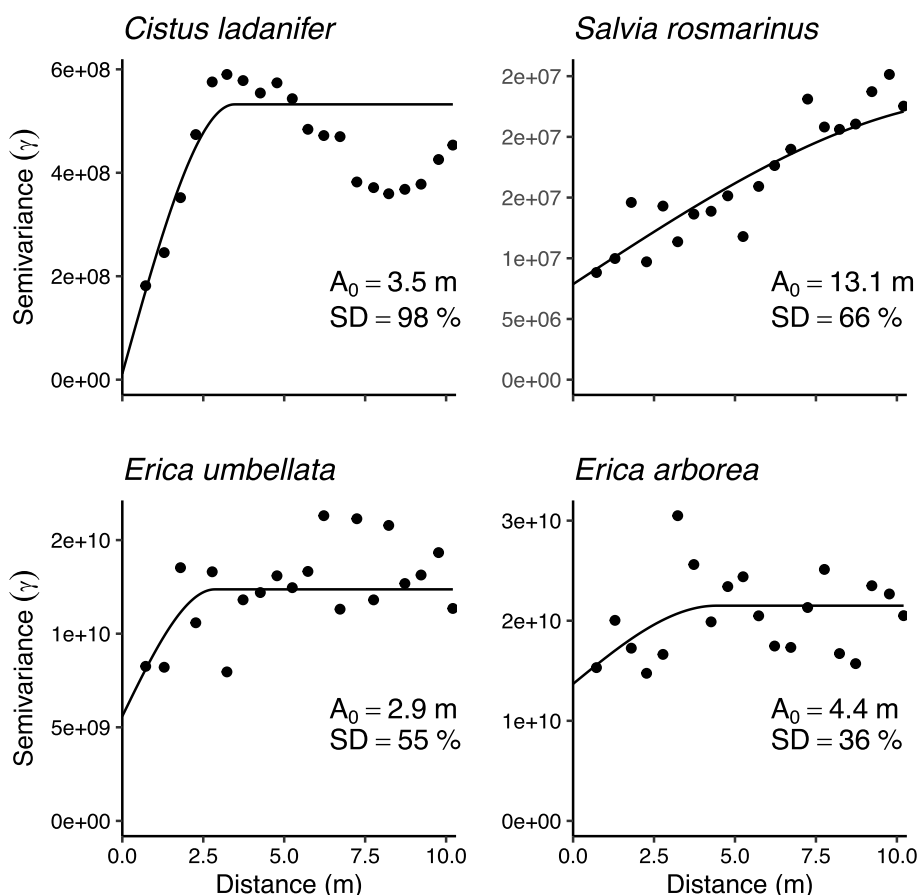 Cistus ladanifer
Semivariance (γ)
6e+08
4e+08
2e+08
0e+00
A₀ = 3.5 m
SD = 98 %
Salvia rosmarinus
2e+07
2e+07
2e+07
1e+07
5e+06
0e+00
A₀ = 13.1 m
SD = 66 %
Erica umbellata
Semivariance (γ)
2e+10
1e+10
5e+09
0e+00
A₀ = 2.9 m
SD = 55 %
0.0 2.5 5.0 7.5 10.0
Distance (m)
Erica arborea
3e+10
2e+10
1e+10
0e+00
A₀ = 4.4 m
SD = 36 %
0.0 2.5 5.0 7.5 10.0
Distance (m)